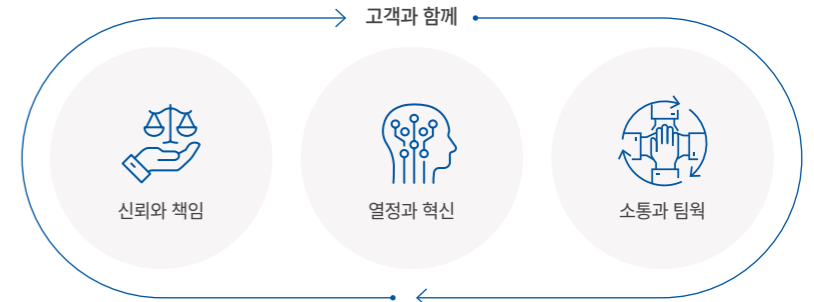 고객과 함께
신뢰와 책임
열정과 혁신
소통과 팀웍